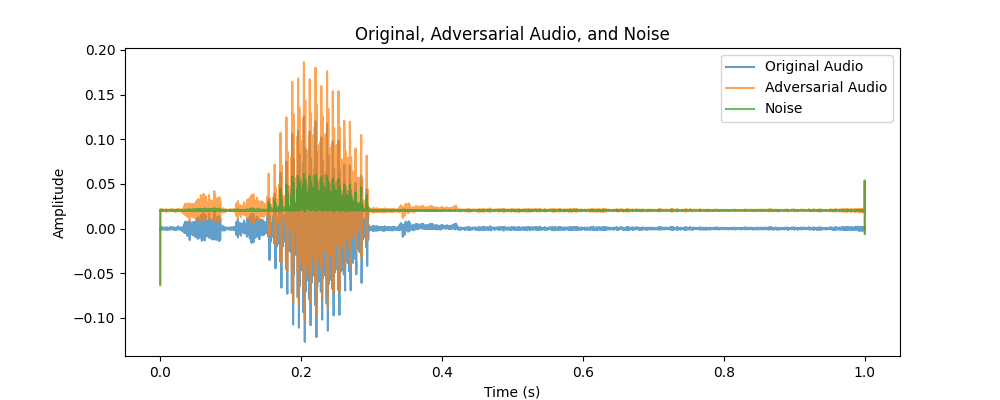 Original, Adversarial Audio, and Noise
Original Audio
Adversarial Audio
Noise
0.20
0.15
0.10
0.05
0.00
−0.05
−0.10
Amplitude
0.0 0.2 0.4 0.6 0.8 1.0
Time (s)